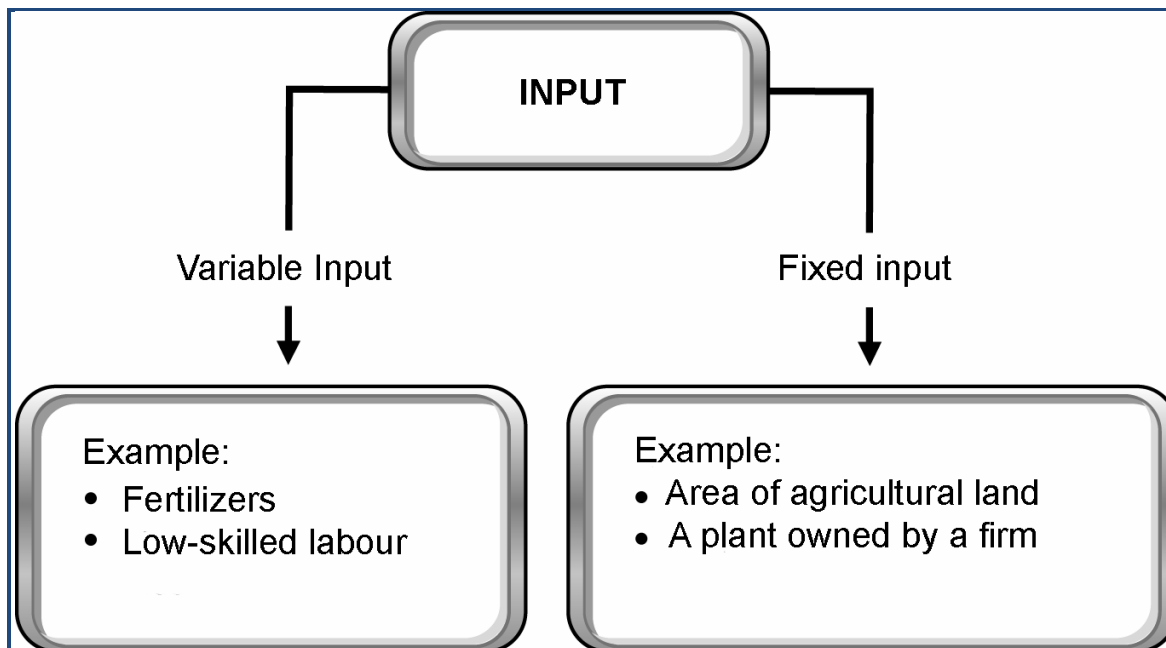 INPUT
Variable Input
Fixed input
Example:
• Fertilizers
• Low-skilled labour
Example:
• Area of agricultural land
• A plant owned by a firm